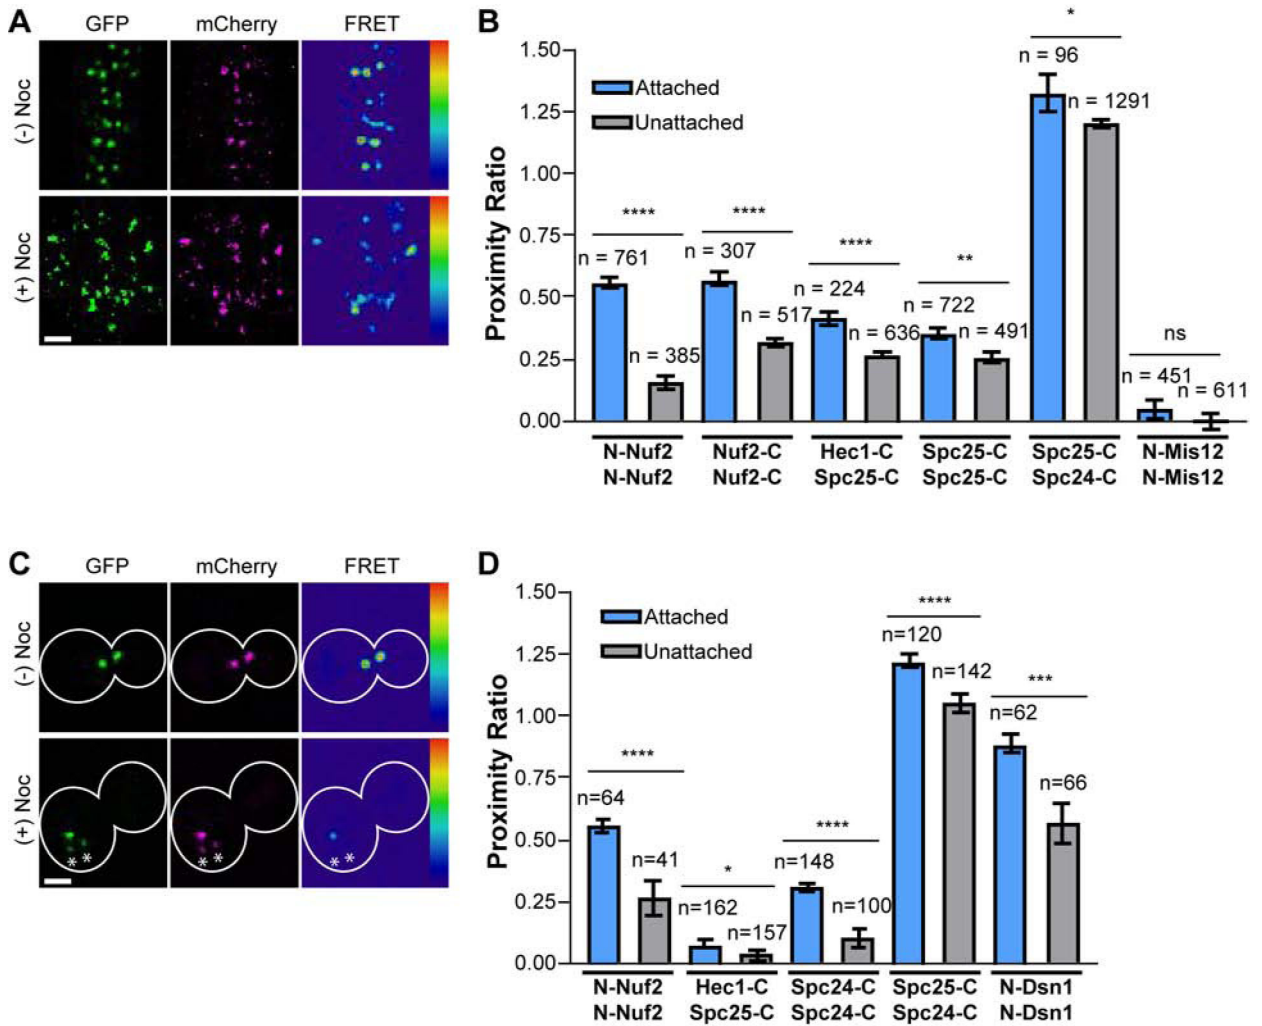 A
GFP mCherry FRET
(-) Noc
(+) Noc
B
Proximity Ratio
1.50
1.25
1.00
0.75
0.50
0.25
0.00
Attached
Unattached
**** **** **** ** * ns
n = 761
n = 385
n = 307
n = 517
n = 224
n = 636
n = 722
n = 491
n = 96
n = 1291
n = 451
n = 611
N-Nuf2 Nuf2-C Hec1-C Spc25-C Spc25-C N-Mis12
N-Nuf2 Nuf2-C Spc25-C Spc25-C Spc24-C N-Mis12
C
GFP mCherry FRET
(-) Noc
(+) Noc
* *
* *
* *
D
Proximity Ratio
1.50
1.25
1.00
0.75
0.50
0.25
0.00
Attached
Unattached
**** * **** **** ***
n=64
n=41
n=162
n=157
n=148
n=100
n=120
n=142
n=62
n=66
N-Nuf2 Hec1-C Spc24-C Spc25-C N-Dsn1
N-Nuf2 Spc25-C Spc24-C Spc24-C N-Dsn1